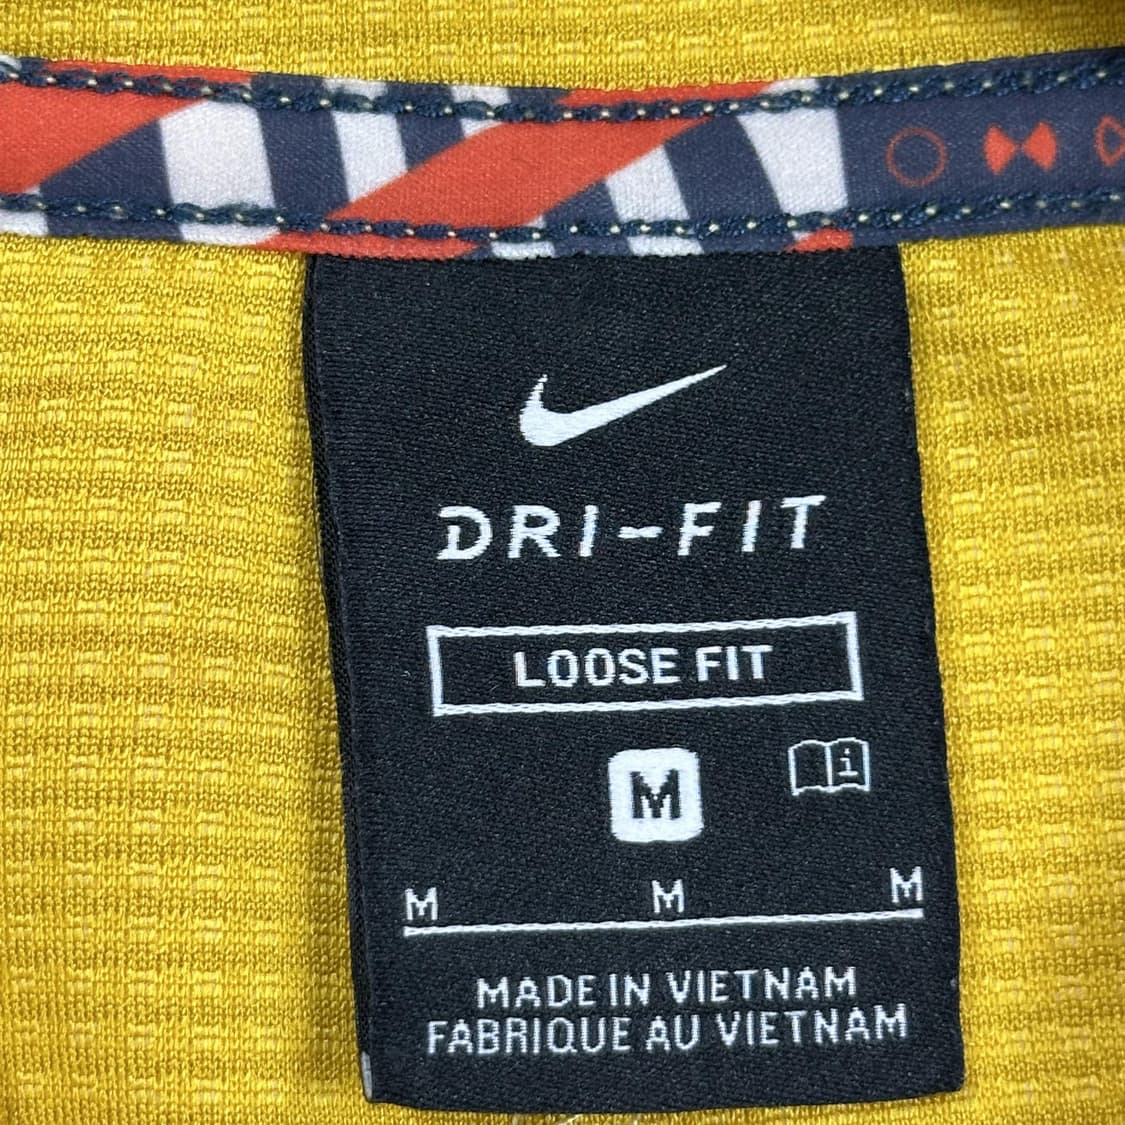 DRI-FIT
LOOSE FIT
M
i
M M M
MADE IN VIETNAM
FABRIQUE AU VIETNAM